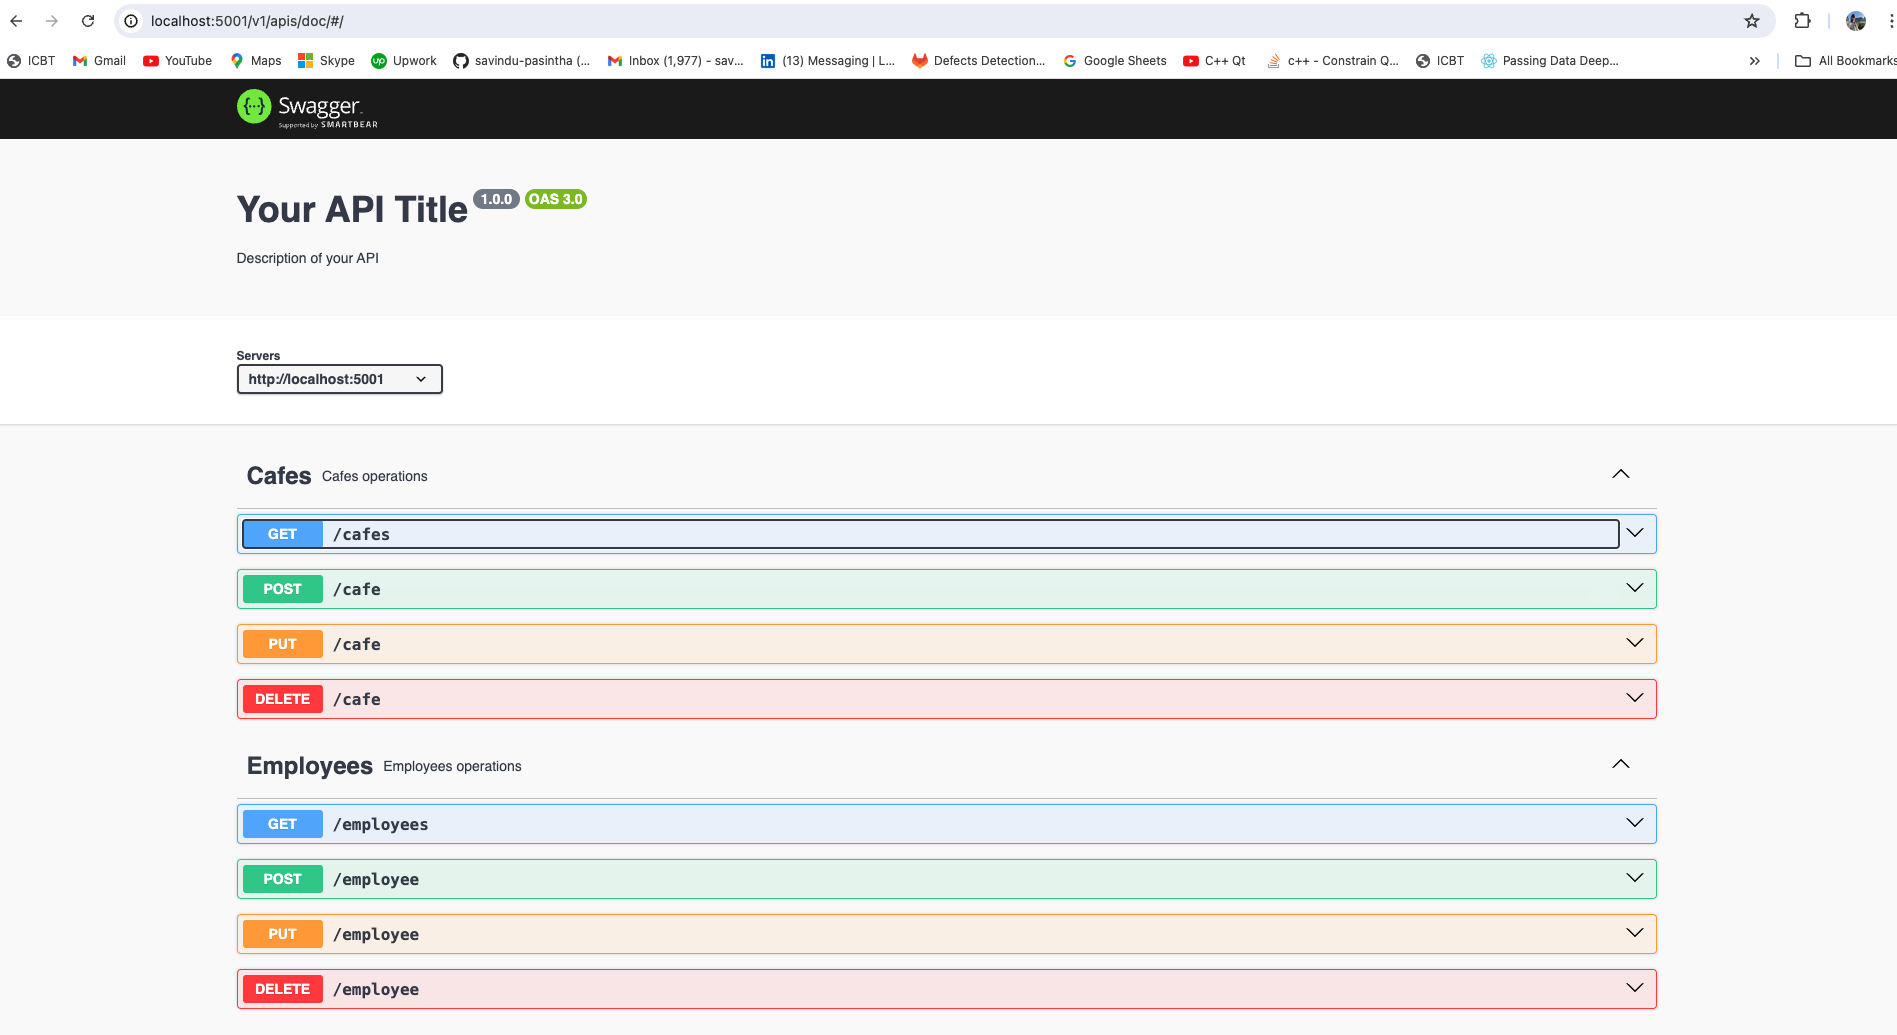 localhost:5001/v1/apis/doc/#/
ICBT Gmail YouTube Maps Skype Upwork savindu-pasintha (... Inbox (1,977) - sav... (13) Messaging | L... Defects Detection... Google Sheets C++ Qt c++ - Constrain Q... ICBT Passing Data Deep... » All Bookmarks
{...} Swagger
Supported by SMARTBEAR
Your API Title 1.0.0 OAS 3.0
Description of your API
Servers
http://localhost:5001
Cafes Cafes operations
GET /cafes
POST /cafe
PUT /cafe
DELETE /cafe
Employees Employees operations
GET /employees
POST /employee
PUT /employee
DELETE /employee